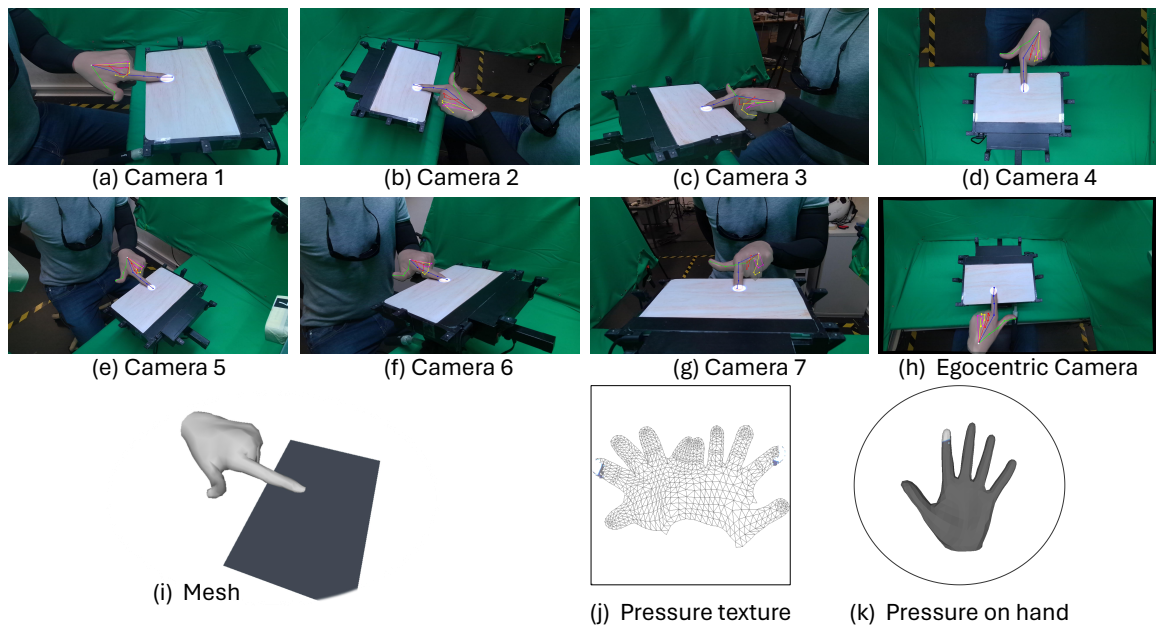 (a) Camera 1
(b) Camera 2
(c) Camera 3
(d) Camera 4
(e) Camera 5
(f) Camera 6
(g) Camera 7
(h) Egocentric Camera
(i) Mesh
(j) Pressure texture
(k) Pressure on hand